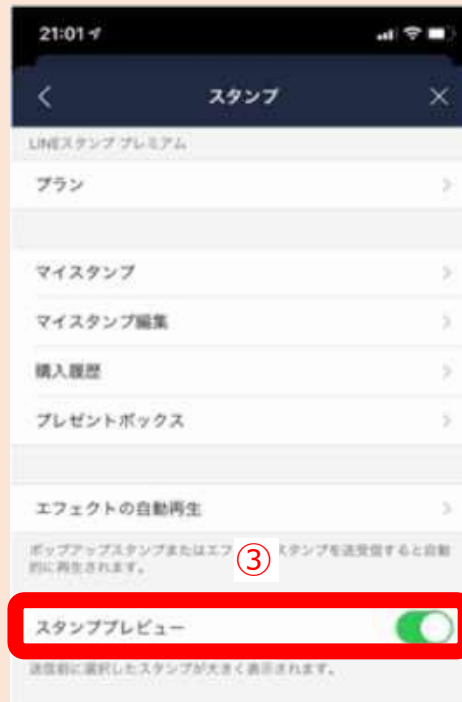 21:01
スタンプ
LINEスタンプ プレミアム
プラン
マイスタンプ
マイスタンプ編集
購入履歴
プレゼントボックス
エフェクトの自動再生
ポップアップスタンプまたはエフ
③
スタンプを送受信すると自動
的に再生されます。
スタンププレビュー
送信前に選択したスタンプが大きく表示されます。